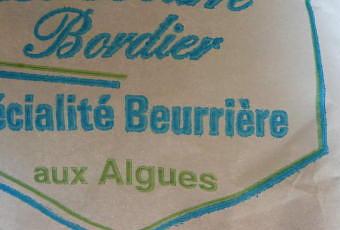 Bordier
écialité Beurrière
aux Algues